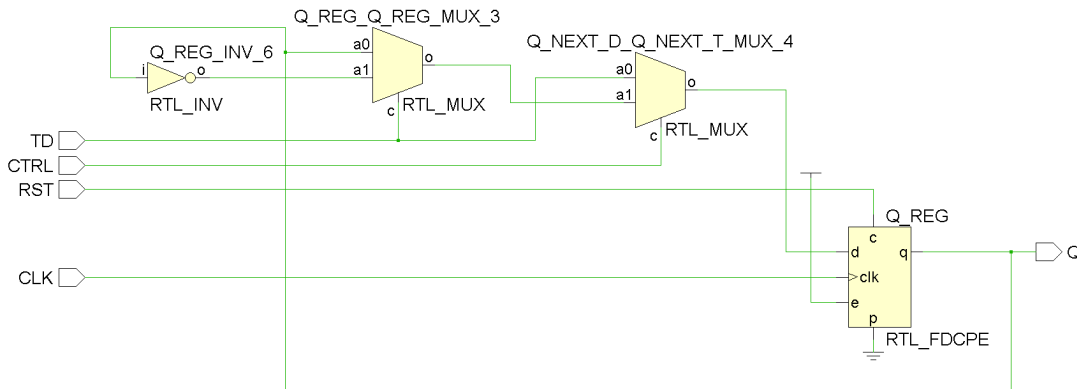 Q_REG_Q_REG_MUX_3
Q_REG_INV_6
a0
Q_NEXT_D_Q_NEXT_T_MUX_4
i
o
a1
o
a0
RTL_INV
RTL_MUX
a1
o
c
RTL_MUX
c
TD
CTRL
RST
Q_REG
c
d
q
Q
CLK
clk
e
p
RTL_FDCPE